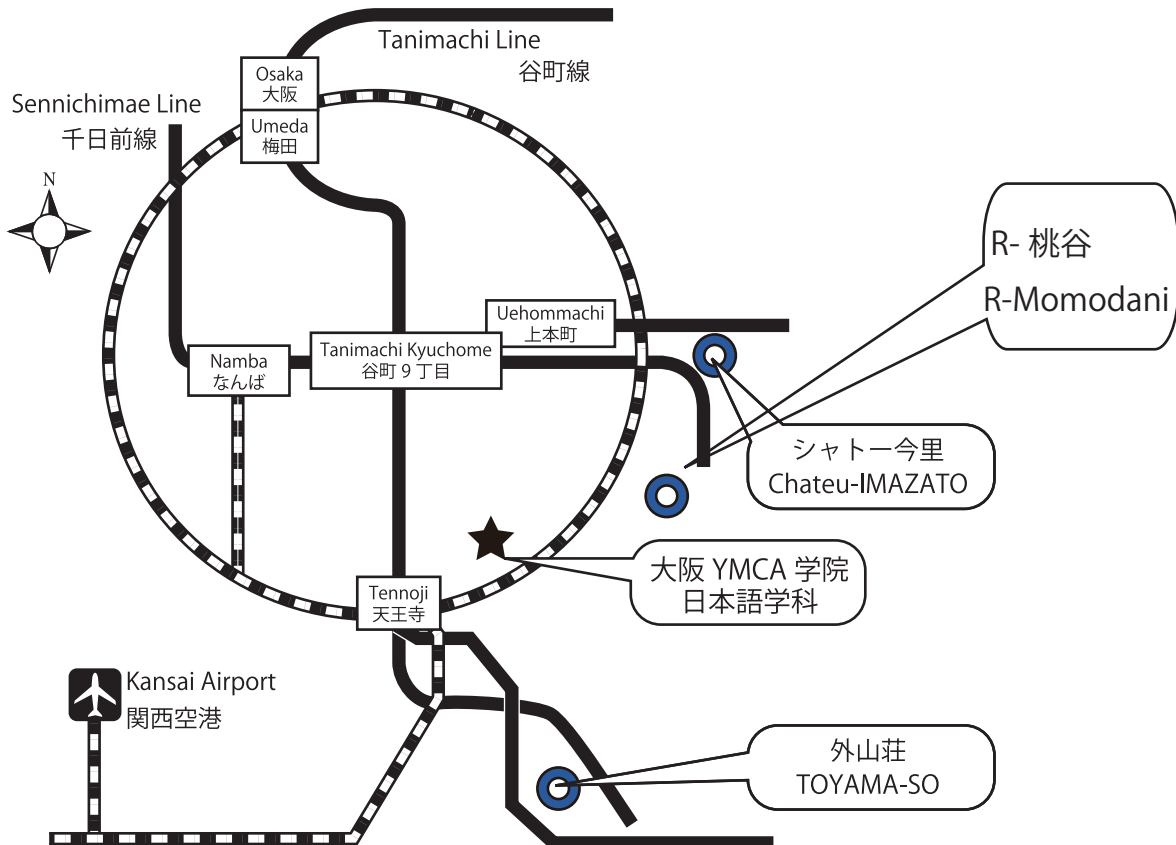 Tanimachi Line
谷町線
Osaka
大阪
Umeda
梅田
Sennichimae Line
千日前線
N
R- 桃谷
R-Momodani
Uehommachi
上本町
Tanimachi Kyuchome
谷町 9 丁目
Namba
なんば
シャトー今里
Chateu-IMAZATO
大阪 YMCA 学院
日本語学科
Tennoji
天王寺
Kansai Airport
関西空港
外山荘
TOYAMA-SO